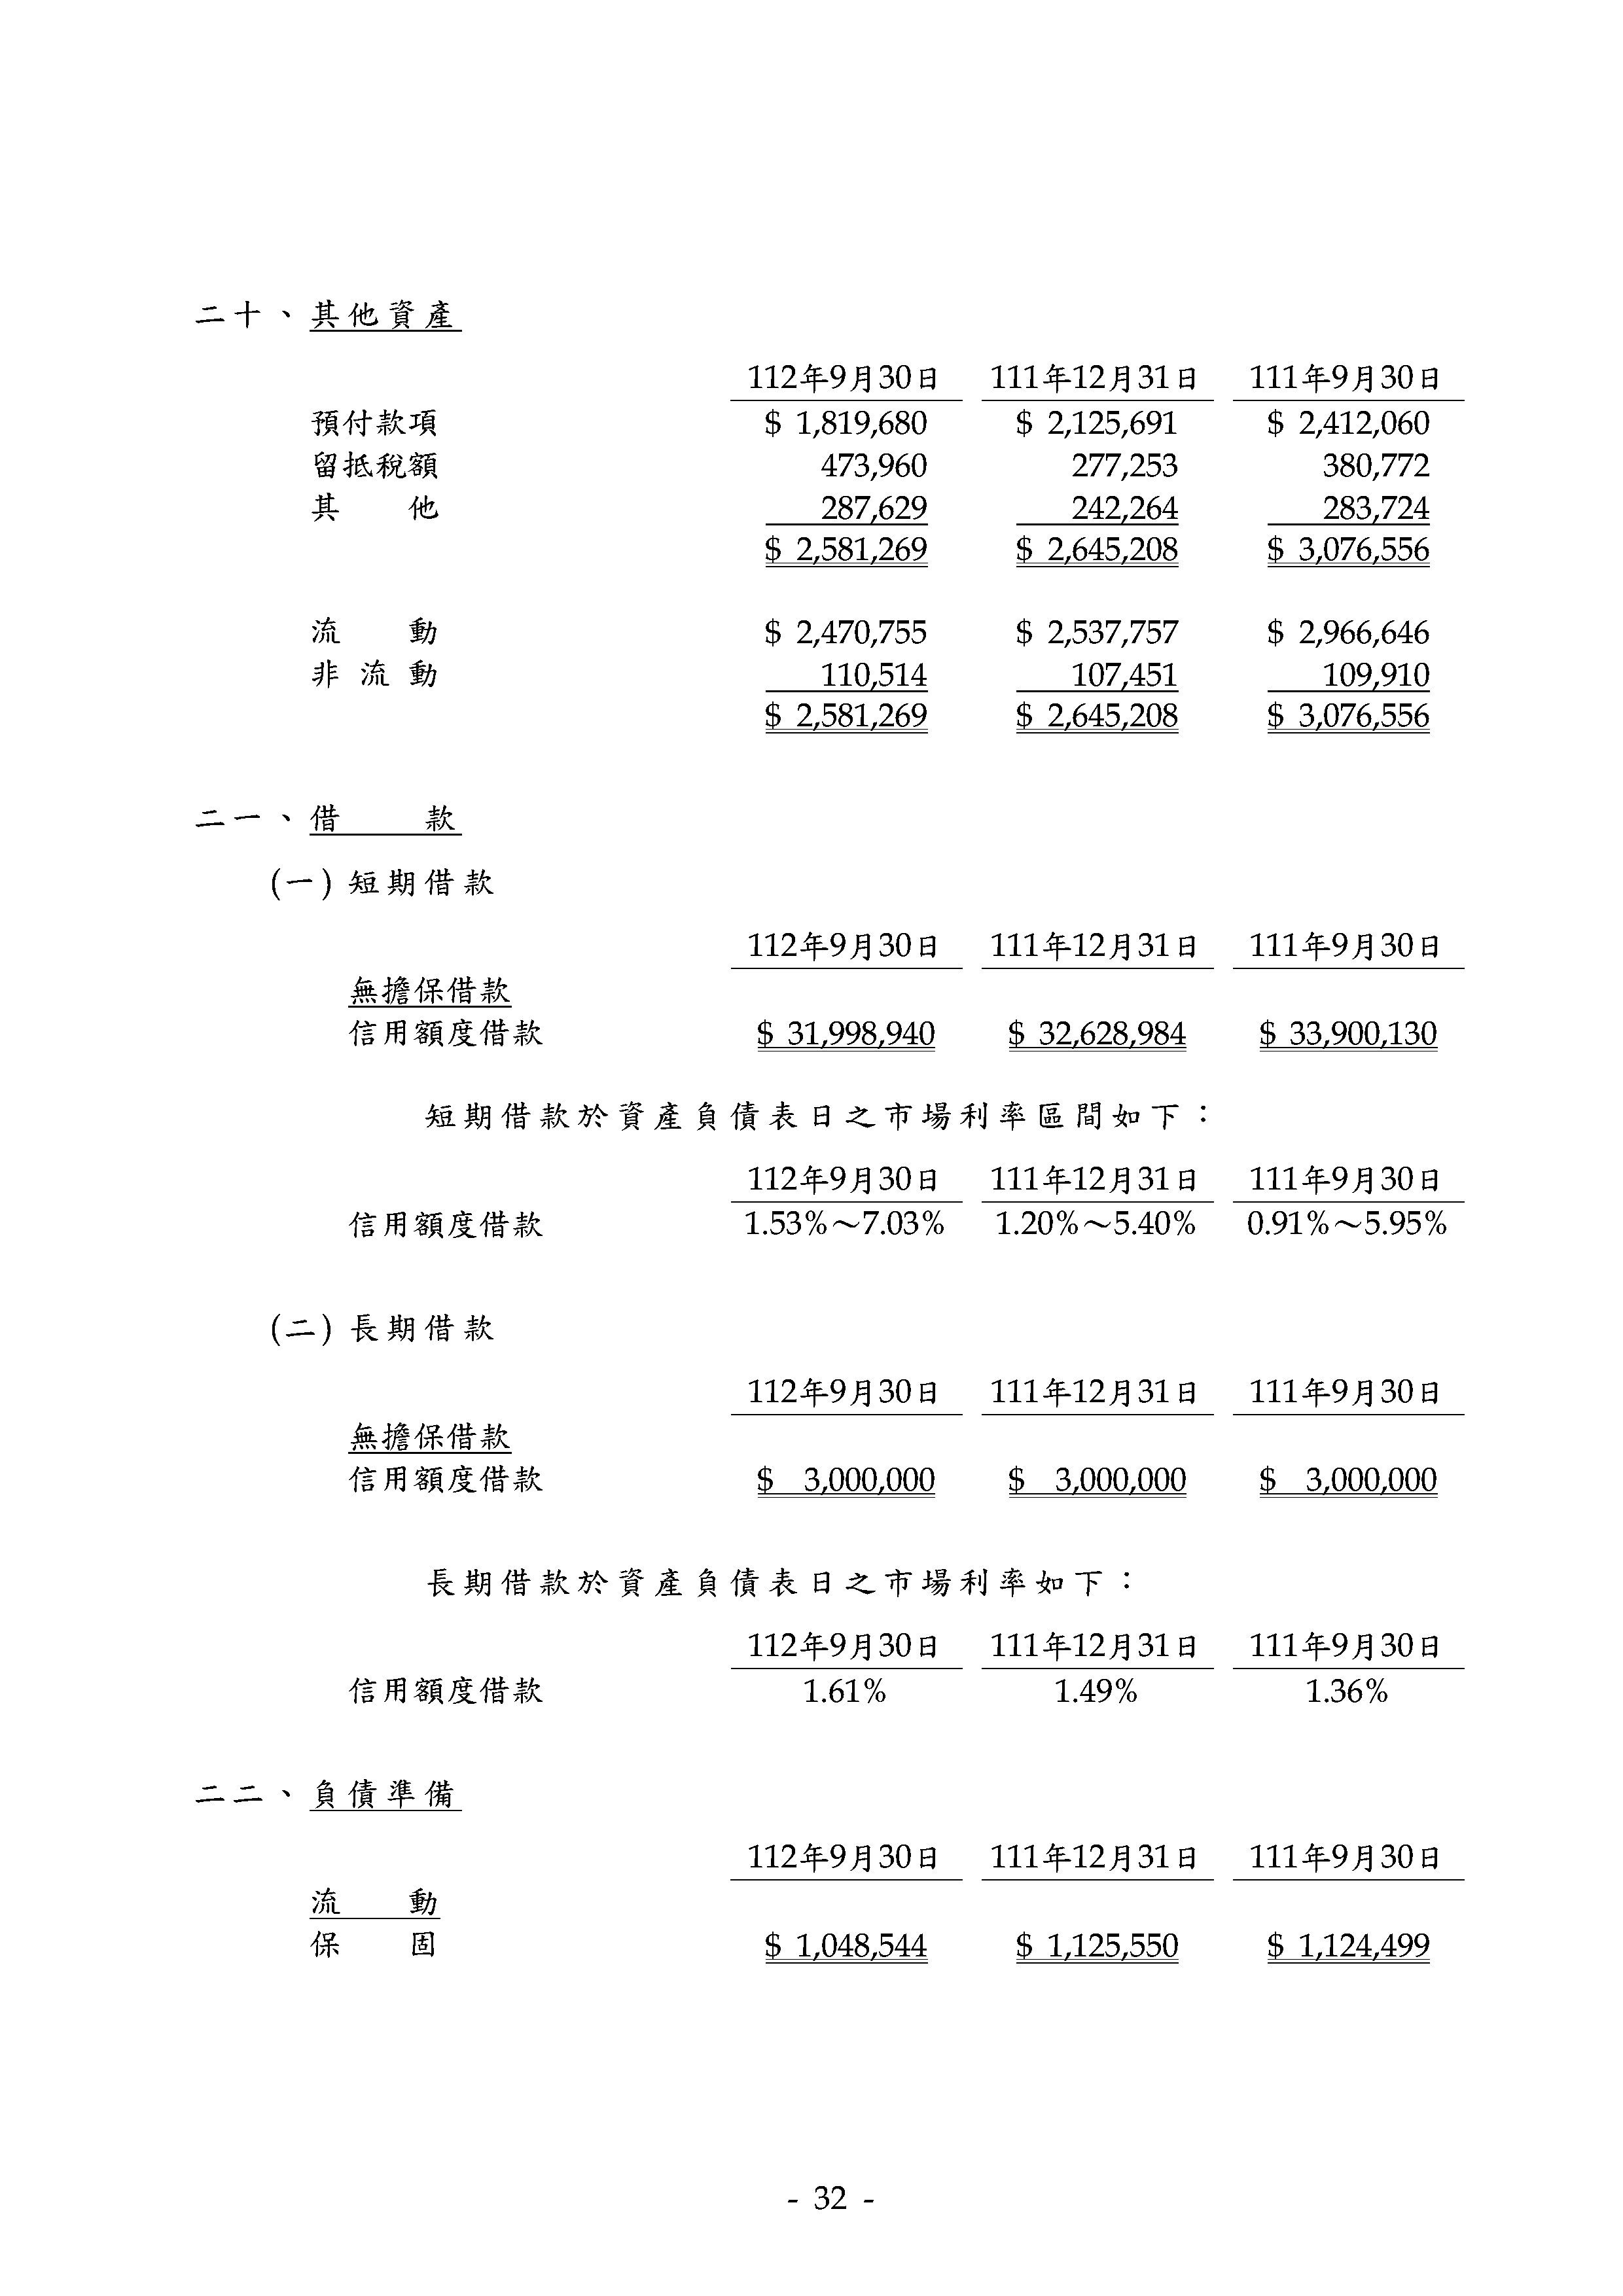 二十、其他資產
112年9月30日 111年12月31日 111年9月30日
預付款項 $ 1,819,680 $ 2,125,691 $ 2,412,060
留抵稅額 473,960 277,253 380,772
其他 287,629 242,264 283,724
$ 2,581,269 $ 2,645,208 $ 3,076,556
流動 $ 2,470,755 $ 2,537,757 $ 2,966,646
非流動 110,514 107,451 109,910
$ 2,581,269 $ 2,645,208 $ 3,076,556
二一、借款
(一) 短期借款
112年9月30日 111年12月31日 111年9月30日
無擔保借款
信用額度借款 $ 31,998,940 $ 32,628,984 $ 33,900,130
短期借款於資產負債表日之市場利率區間如下：
112年9月30日 111年12月31日 111年9月30日
信用額度借款 1.53%～7.03% 1.20%～5.40% 0.91%～5.95%
(二) 長期借款
112年9月30日 111年12月31日 111年9月30日
無擔保借款
信用額度借款 $ 3,000,000 $ 3,000,000 $ 3,000,000
長期借款於資產負債表日之市場利率如下：
112年9月30日 111年12月31日 111年9月30日
信用額度借款 1.61% 1.49% 1.36%
二二、負債準備
112年9月30日 111年12月31日 111年9月30日
流動
保固 $ 1,048,544 $ 1,125,550 $ 1,124,499
- 32 -